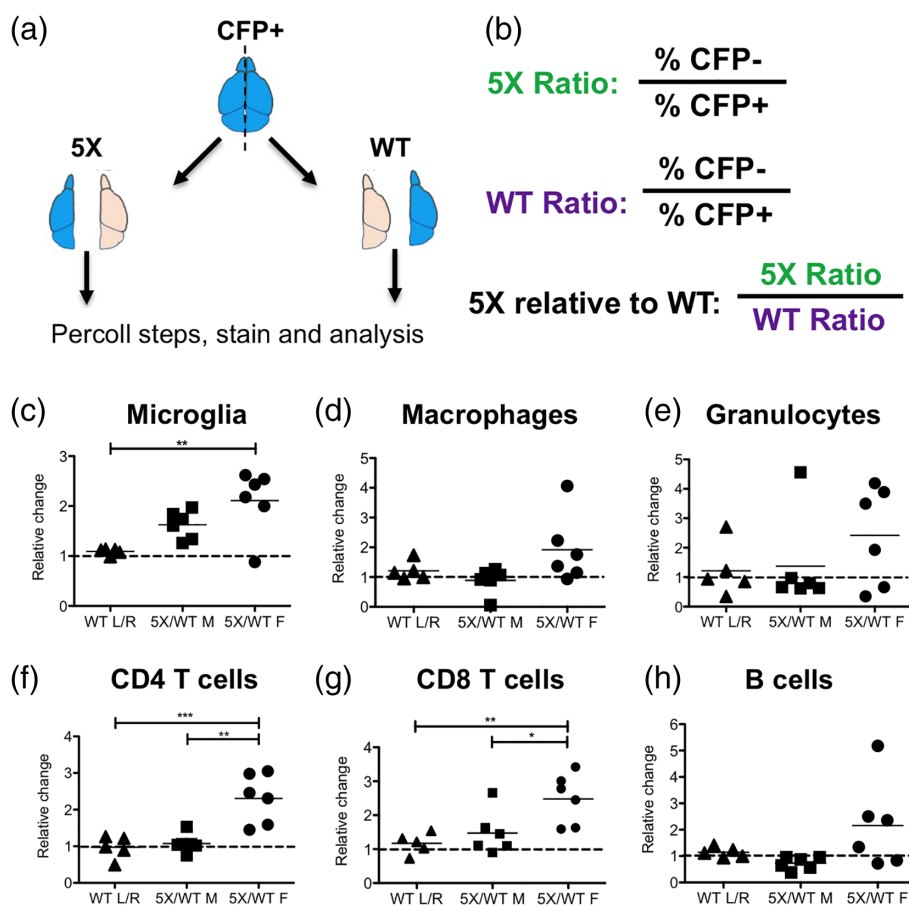 (a)
CFP+
5X
WT
Percoll steps, stain and analysis
(b)
5X Ratio:
% CFP-
% CFP+
WT Ratio:
% CFP-
% CFP+
5X relative to WT:
5X Ratio
WT Ratio
(c) Microglia
**
Relative change
3
2
1
0
WT L/R 5X/WT M 5X/WT F
(d) Macrophages
Relative change
5
4
3
2
1
0
WT L/R 5X/WT M 5X/WT F
(e) Granulocytes
Relative change
5
4
3
2
1
0
WT L/R 5X/WT M 5X/WT F
(f) CD4 T cells
***
**
Relative change
4
3
2
1
0
WT L/R 5X/WT M 5X/WT F
(g) CD8 T cells
**
*
Relative change
4
3
2
1
0
WT L/R 5X/WT M 5X/WT F
(h) B cells
Relative change
6
5
4
3
2
1
0
WT L/R 5X/WT M 5X/WT F